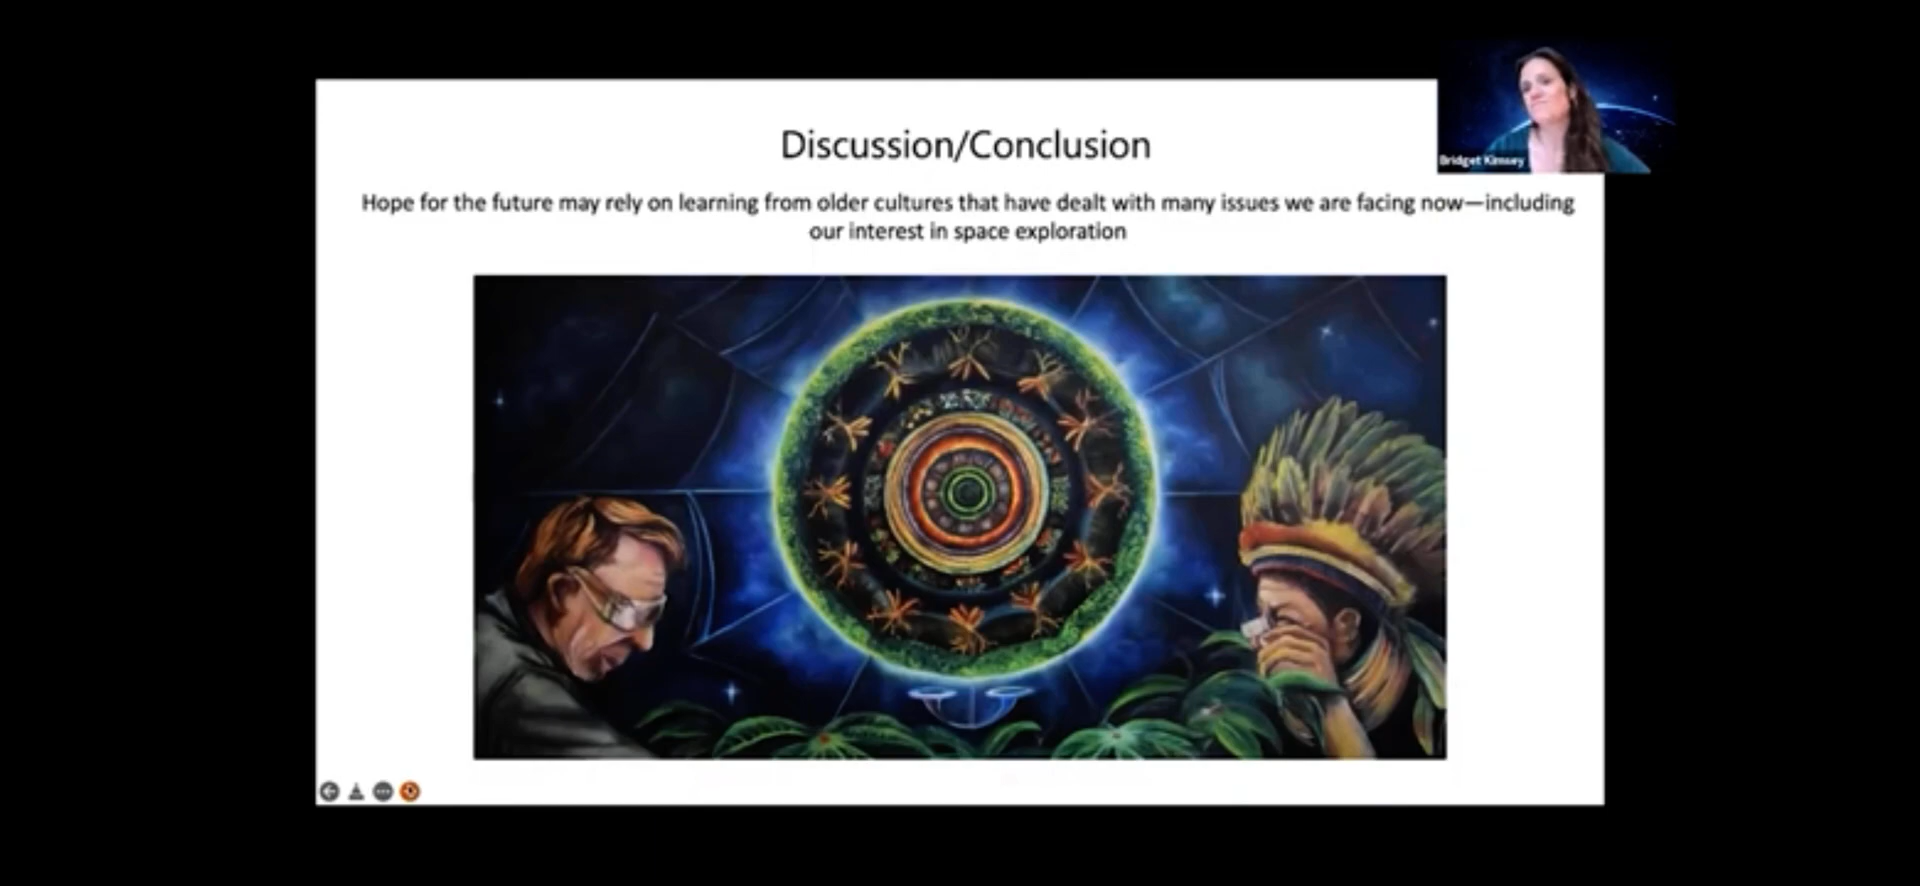 Discussion/Conclusion
Bridget Kimsey
Hope for the future may rely on learning from older cultures that have dealt with many issues we are facing now—including
our interest in space exploration